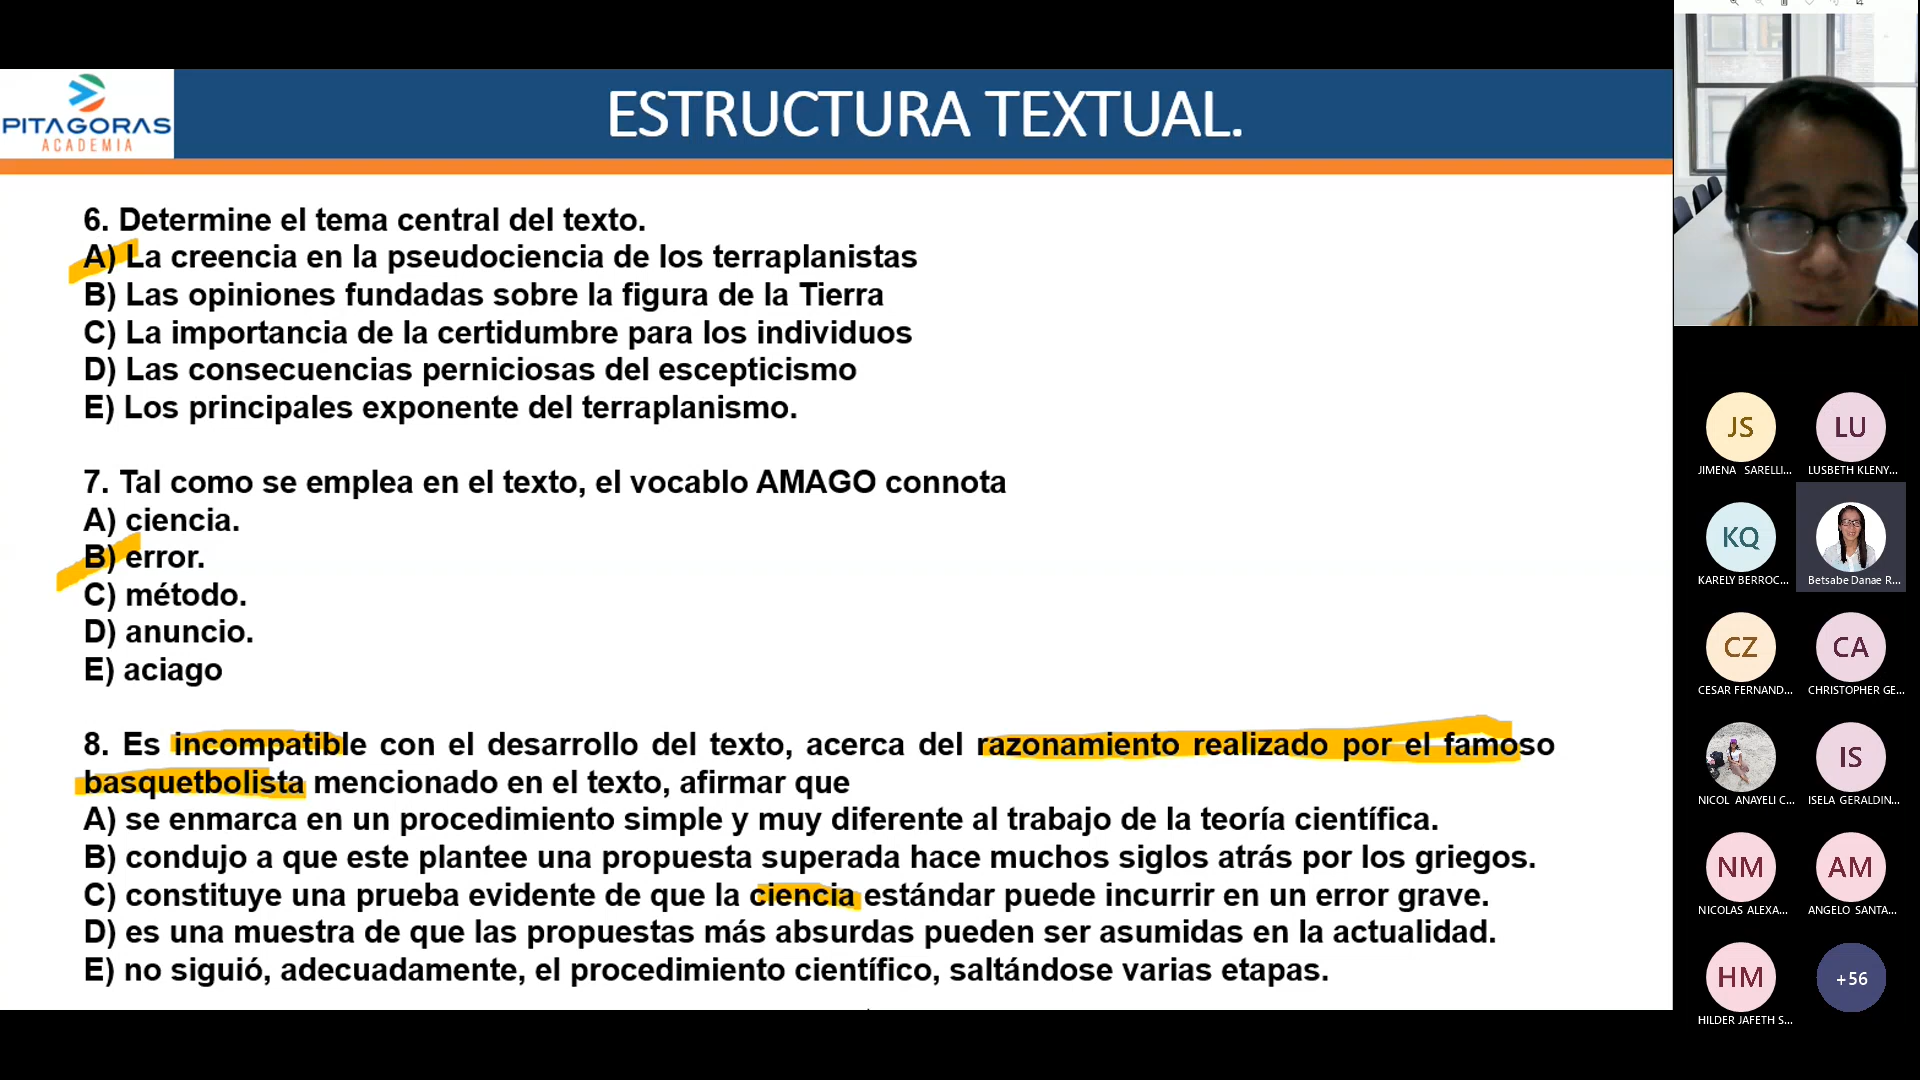 PITAGORAS
ACADEMIA
ESTRUCTURA TEXTUAL.
6. Determine el tema central del texto.
A) La creencia en la pseudociencia de los terraplanistas
B) Las opiniones fundadas sobre la figura de la Tierra
C) La importancia de la certidumbre para los individuos
D) Las consecuencias perniciosas del escepticismo
E) Los principales exponente del terraplanismo.
7. Tal como se emplea en el texto, el vocablo AMAGO connota
A) ciencia.
B) error.
C) método.
D) anuncio.
E) aciago
8. Es incompatible con el desarrollo del texto, acerca del razonamiento realizado por el famoso
basquetbolista mencionado en el texto, afirmar que
A) se enmarca en un procedimiento simple y muy diferente al trabajo de la teoría científica.
B) condujo a que este plantee una propuesta superada hace muchos siglos atrás por los griegos.
C) constituye una prueba evidente de que la ciencia estándar puede incurrir en un error grave.
D) es una muestra de que las propuestas más absurdas pueden ser asumidas en la actualidad.
E) no siguió, adecuadamente, el procedimiento científico, saltándose varias etapas.
JS LU
JIMENA SARELLI... LUSBETH KLENY...
KQ
KARELY BERROC... Betsabe Danae R...
CZ CA
CESAR FERNAND... CHRISTOPHER GE...
IS
NICOL ANAYELI C... ISELA GERALDIN...
NM AM
NICOLAS ALEXA... ANGELO SANTA...
HM +56
HILDER JAFETH S...